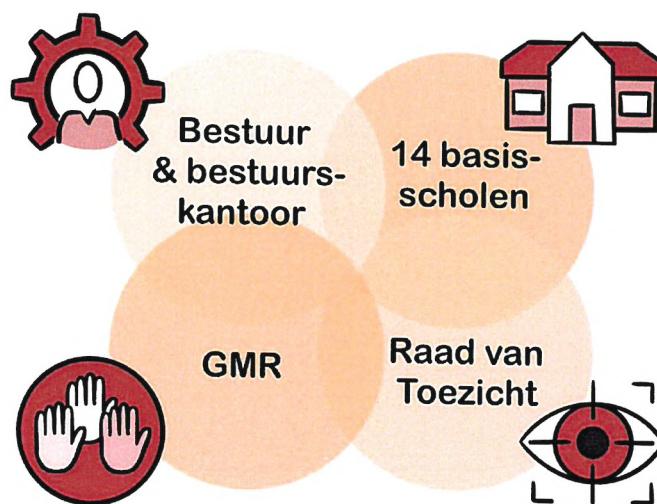 Bestuur
& bestuurs-
kantoor
14 basis-
scholen
GMR
Raad van
Toezicht